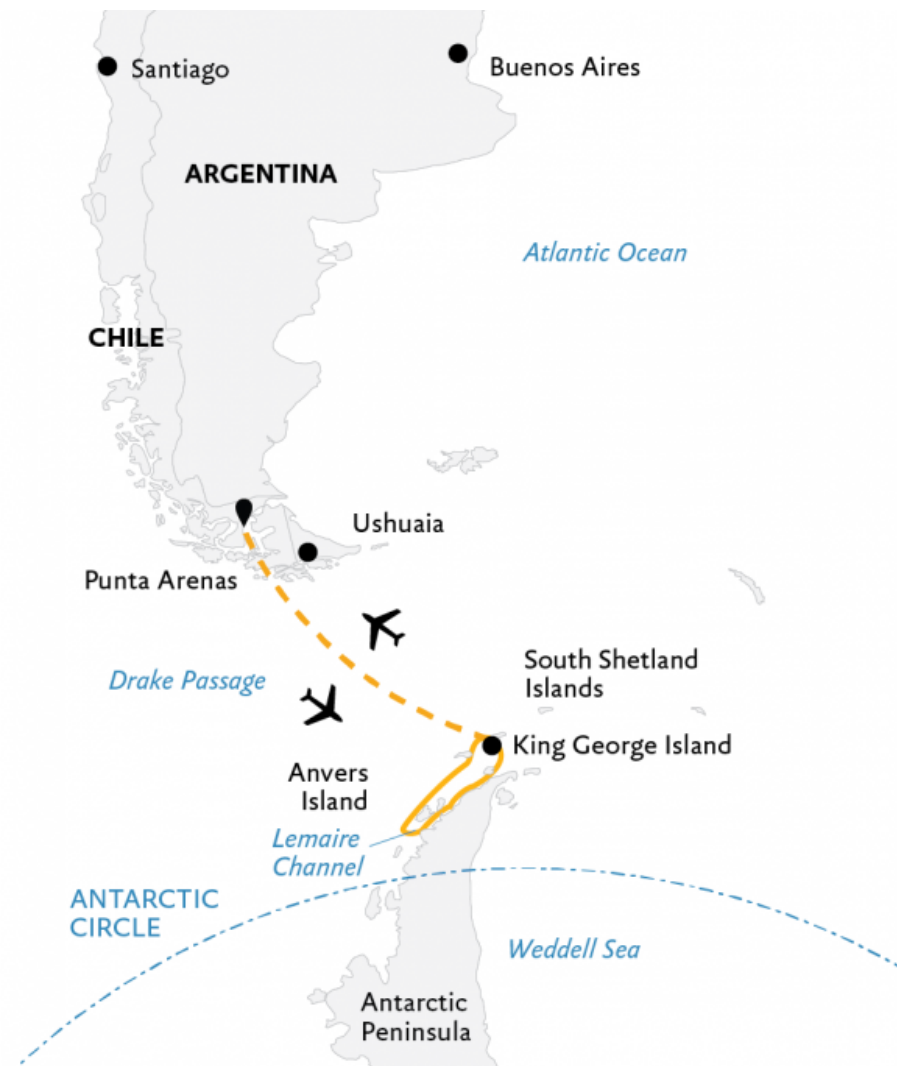 Santiago
Buenos Aires
ARGENTINA
Atlantic Ocean
CHILE
Ushuaia
Punta Arenas
South Shetland
Islands
Drake Passage
King George Island
Anvers
Island
Lemaire
Channel
ANTARCTIC
CIRCLE
Weddell Sea
Antarctic
Peninsula